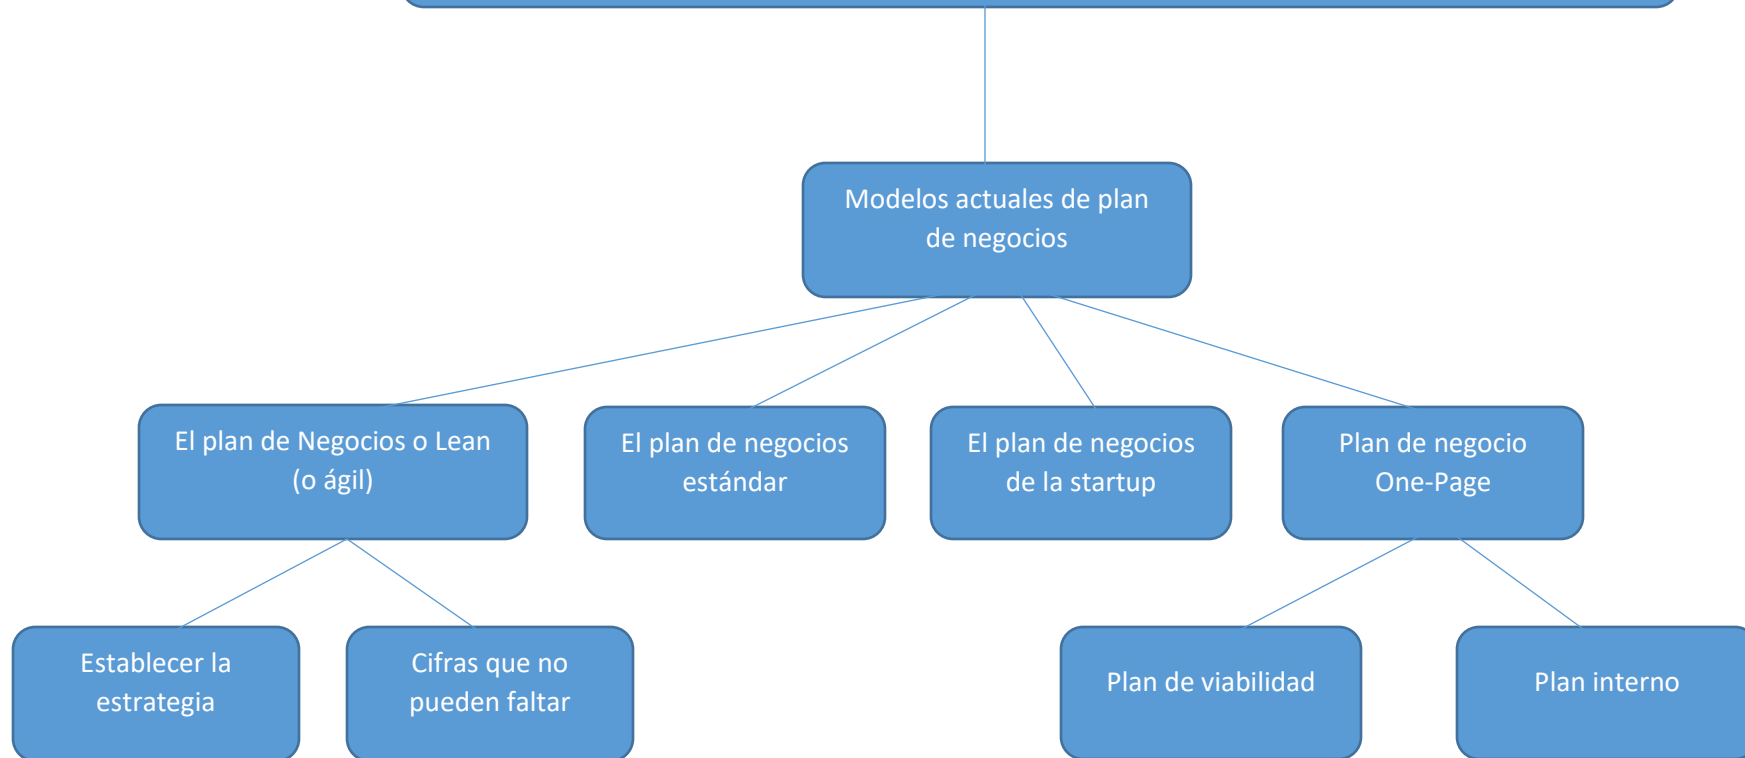 Modelos actuales de plan
de negocios
El plan de Negocios o Lean
(o ágil)
El plan de negocios
estándar
El plan de negocios
de la startup
Plan de negocio
One-Page
Establecer la
estrategia
Cifras que no
pueden faltar
Plan de viabilidad
Plan interno